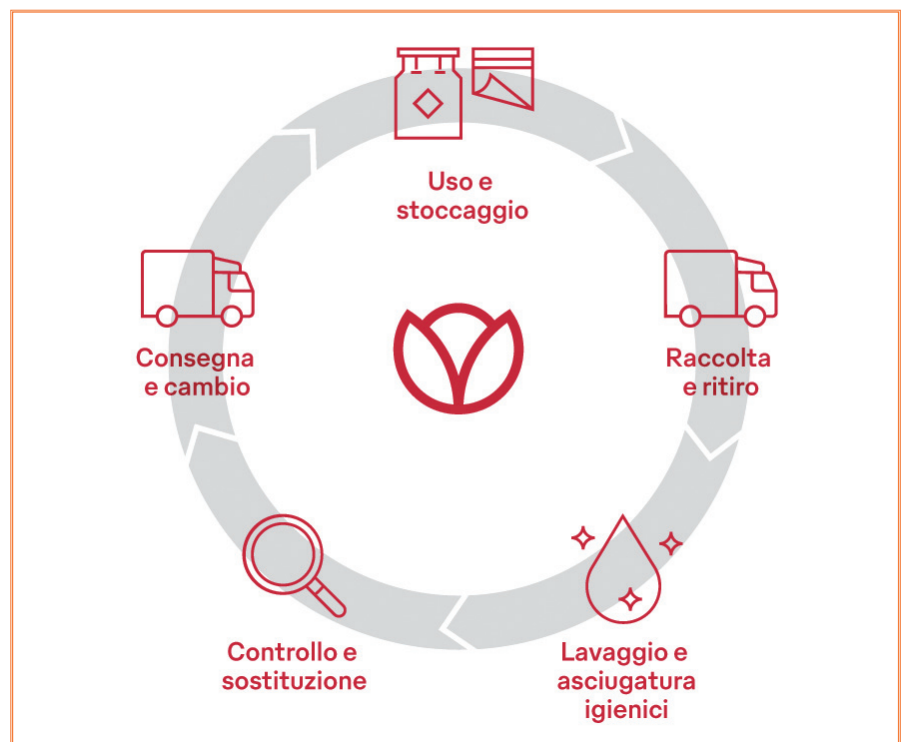 Uso e
stoccaggio
Raccolta
e ritiro
Lavaggio e
asciugatura
igienici
Controllo e
sostituzione
Consegna
e cambio